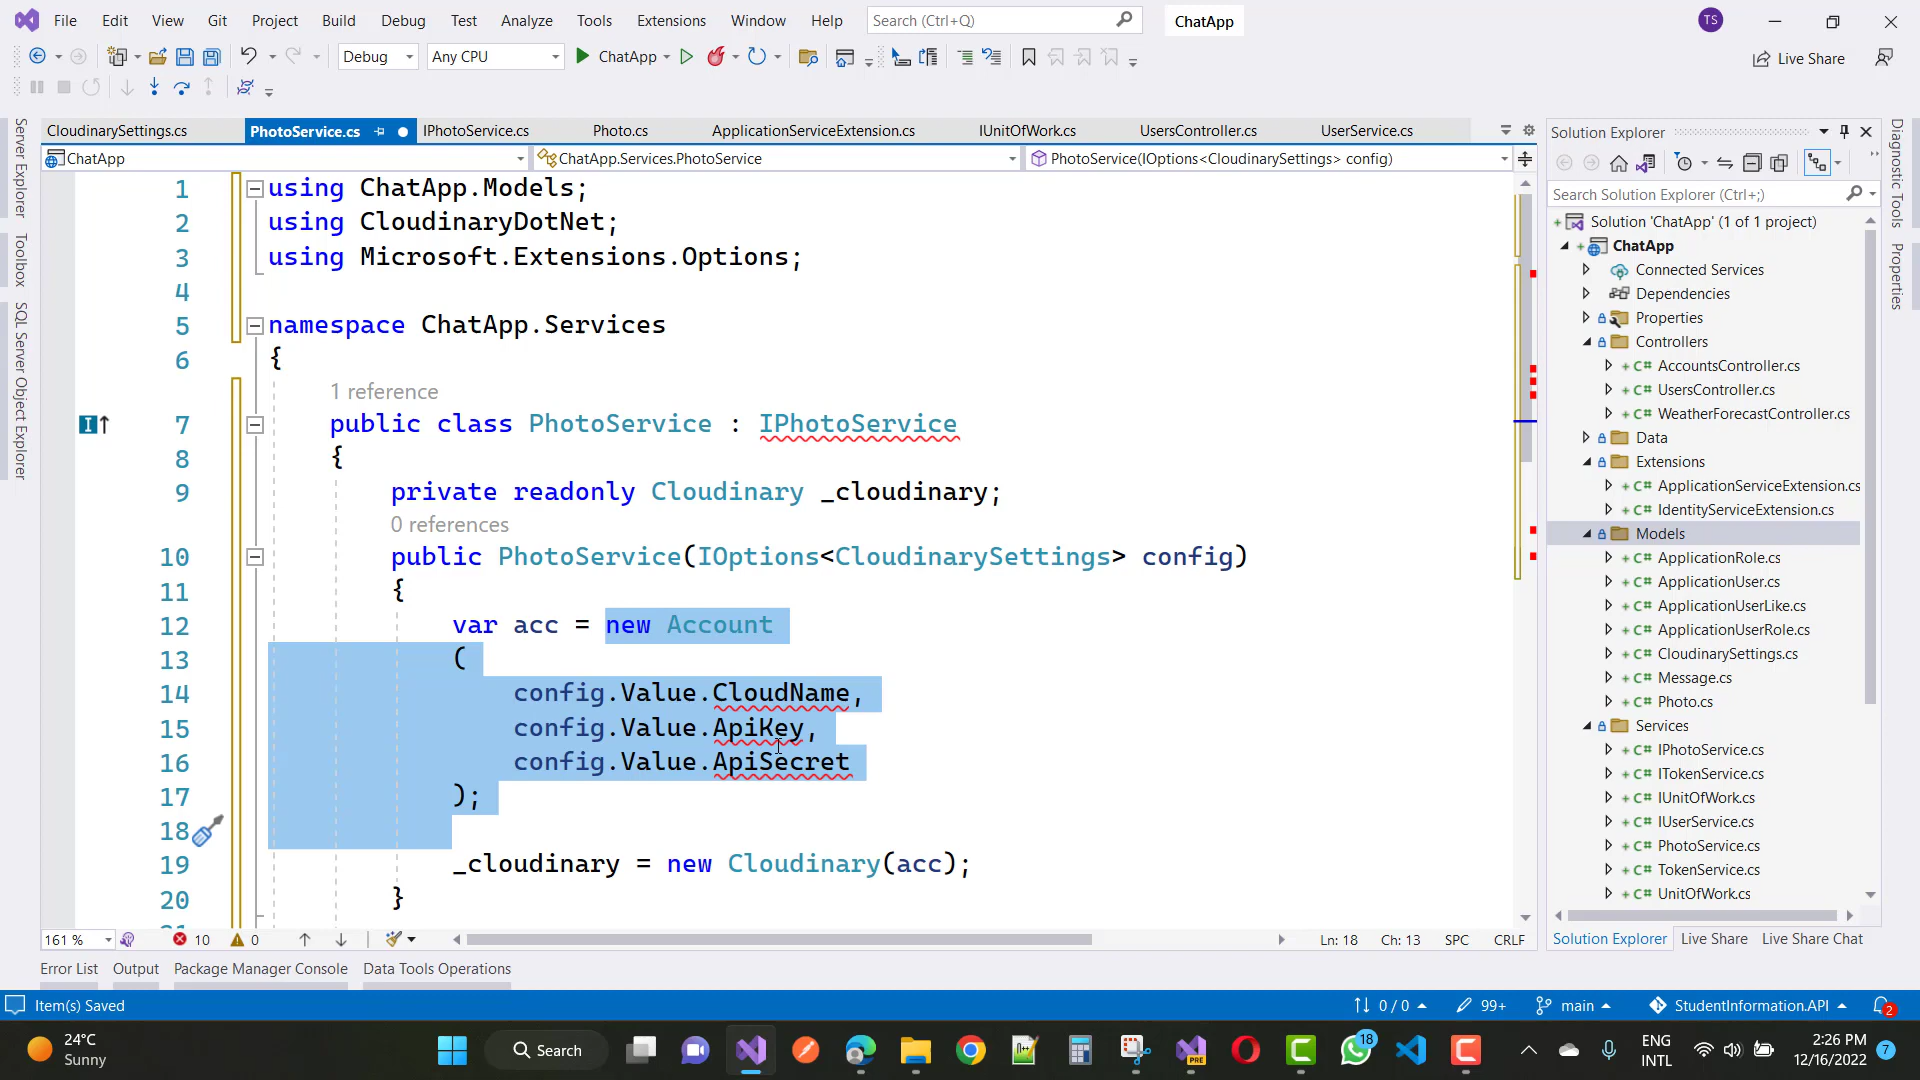 File Edit View Git Project Build Debug Test Analyze Tools Extensions Window Help Search (Ctrl+Q) ChatApp TS
Debug Any CPU ChatApp Live Share
CloudinarySettings.cs PhotoService.cs IPhotoService.cs Photo.cs ApplicationServiceExtension.cs IUnitOfWork.cs UsersController.cs UserService.cs
ChatApp ChatApp.Services.PhotoService PhotoService(IOptions<CloudinarySettings> config)
Server Explorer
Toolbox
SQL Server Object Explorer
1 using ChatApp.Models;
2 using CloudinaryDotNet;
3 using Microsoft.Extensions.Options;
4
5 namespace ChatApp.Services
6 {
1 reference
7 public class PhotoService : IPhotoService
8 {
9 private readonly Cloudinary _cloudinary;
0 references
10 public PhotoService(IOptions<CloudinarySettings> config)
11 {
12 var acc = new Account
13 (
14 config.Value.CloudName,
15 config.Value.ApiKey,
16 config.Value.ApiSecret
17 );
18
19 _cloudinary = new Cloudinary(acc);
20 }
161 % 10 0 Ln: 18 Ch: 13 SPC CRLF
Solution Explorer
Search Solution Explorer (Ctrl+;)
Solution 'ChatApp' (1 of 1 project)
ChatApp
Connected Services
Dependencies
Properties
Controllers
C# AccountsController.cs
C# UsersController.cs
C# WeatherForecastController.cs
Data
Extensions
C# ApplicationServiceExtension.cs
C# IdentityServiceExtension.cs
Models
C# ApplicationRole.cs
C# ApplicationUser.cs
C# ApplicationUserLike.cs
C# ApplicationUserRole.cs
C# CloudinarySettings.cs
C# Message.cs
C# Photo.cs
Services
C# IPhotoService.cs
C# ITokenService.cs
C# IUnitOfWork.cs
C# IUserService.cs
C# PhotoService.cs
C# TokenService.cs
C# UnitOfWork.cs
Solution Explorer Live Share Live Share Chat
Diagnostic Tools
Properties
Error List Output Package Manager Console Data Tools Operations
Item(s) Saved 0 / 0 99+ main StudentInformation.API 2
24°C
Sunny
Search
PRE
18
ENG
INTL
2:26 PM
12/16/2022
7